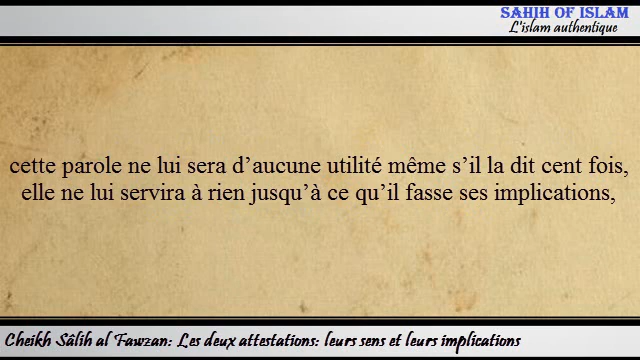 SAHIH OF ISLAM
L'islam authentique
cette parole ne lui sera d’aucune utilité même s’il la dit cent fois,
elle ne lui servira à rien jusqu’à ce qu’il fasse ses implications,
Cheikh Sâlih al Fawzan: Les deux attestations: leurs sens et leurs implications